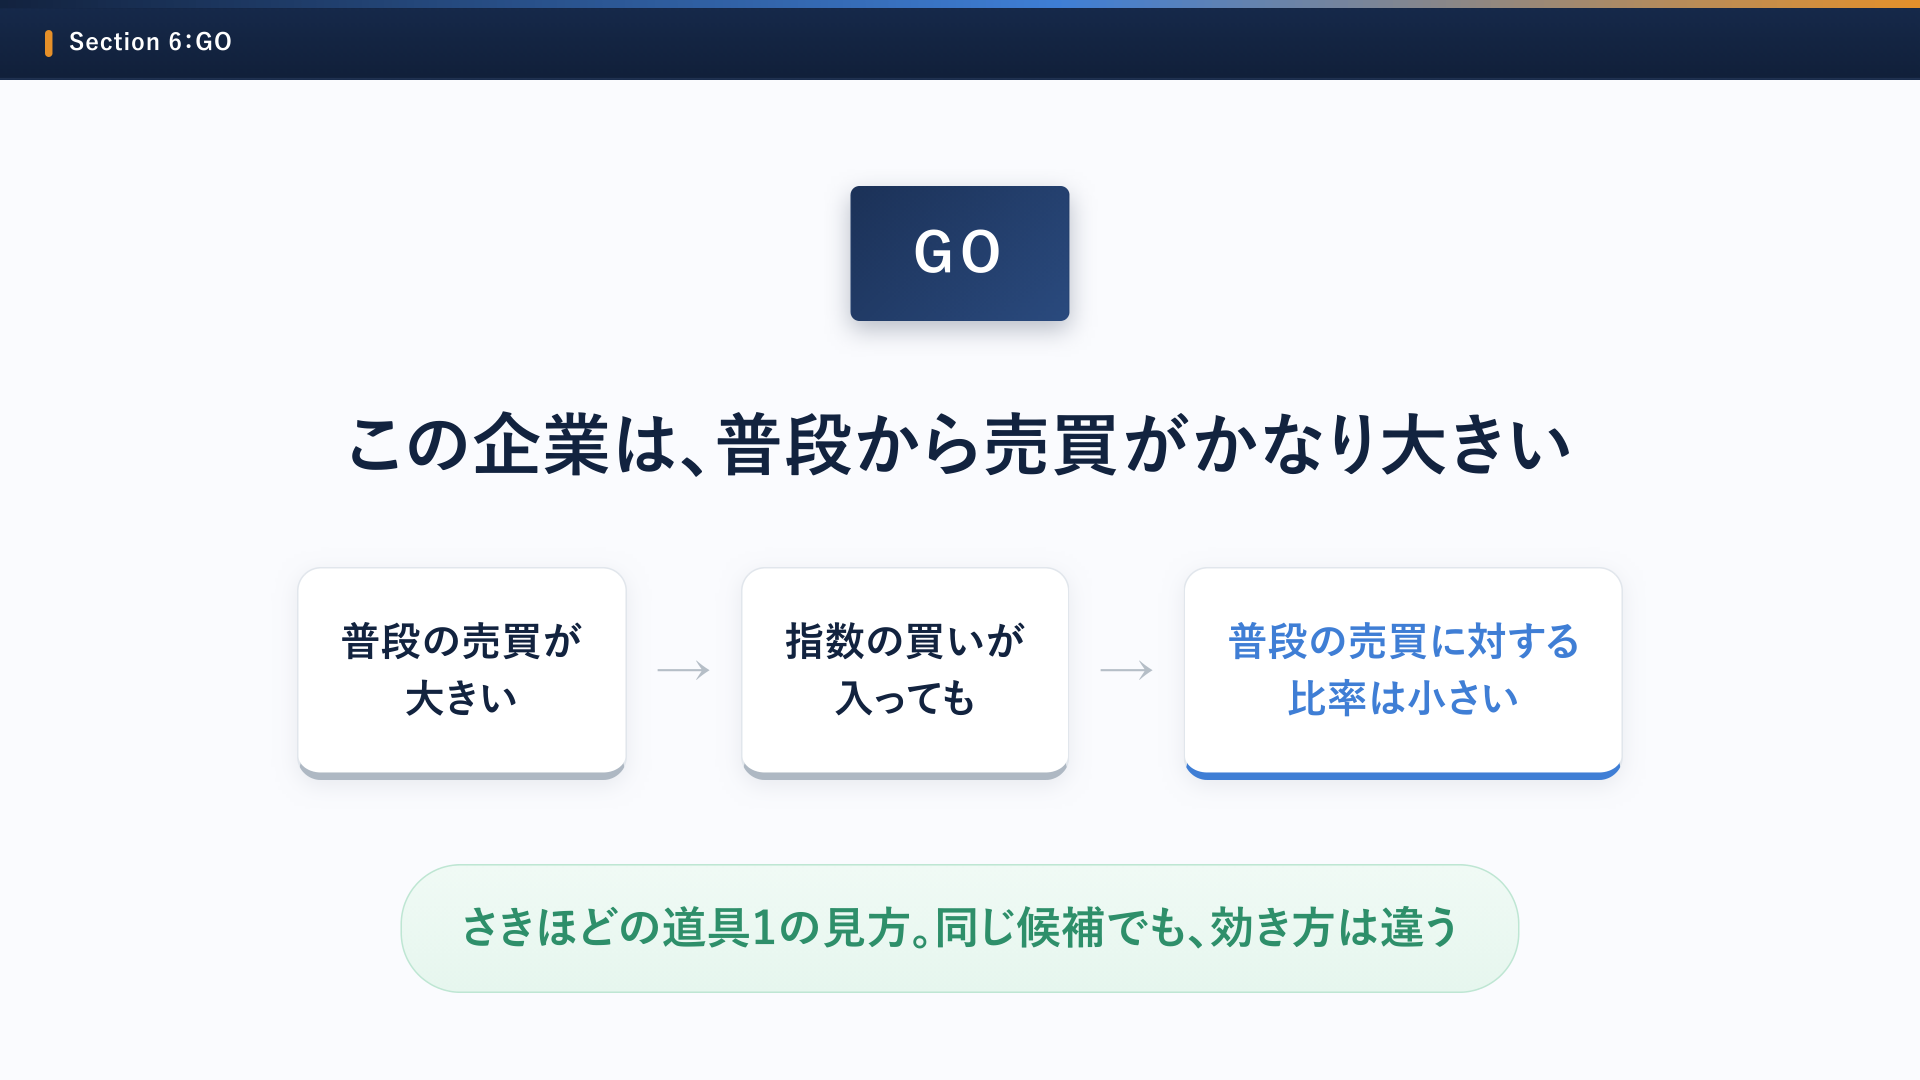 Section 6：GO
GO
この企業は、普段から売買がかなり大きい
普段の売買が
大きい
→
指数の買いが
入っても
→
普段の売買に対する
比率は小さい
さきほどの道具1の見方。同じ候補でも、効き方は違う